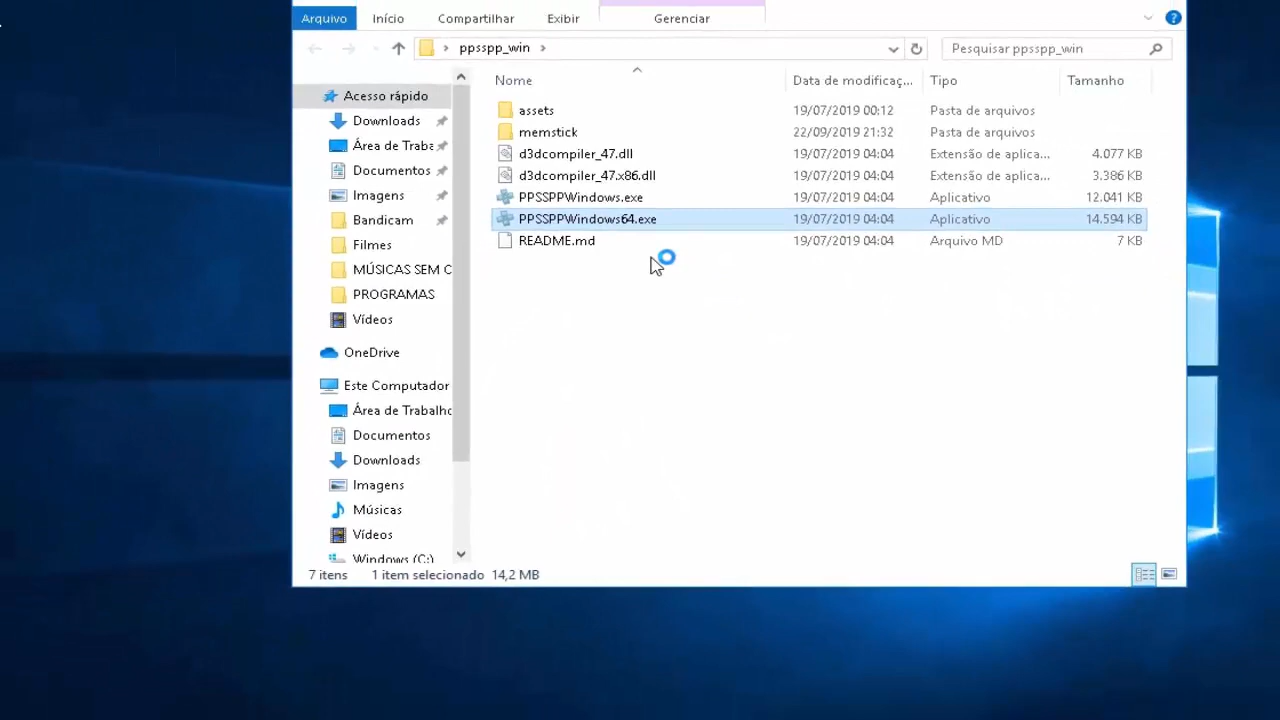 Arquivo Início Compartilhar Exibir Gerenciar
ppsspp_win Pesquisar ppsspp_win
Nome Data de modificaç... Tipo Tamanho
Acesso rápido
Downloads
Área de Traba
Documentos
Imagens
Bandicam
Filmes
MÚSICAS SEM C
PROGRAMAS
Vídeos
OneDrive
Este Computador
Área de Trabalho
Documentos
Downloads
Imagens
Músicas
Vídeos
Windows (C:)
assets 19/07/2019 00:12 Pasta de arquivos
memstick 22/09/2019 21:32 Pasta de arquivos
d3dcompiler_47.dll 19/07/2019 04:04 Extensão de aplica... 4.077 KB
d3dcompiler_47.x86.dll 19/07/2019 04:04 Extensão de aplica... 3.386 KB
PPSSPPWindows.exe 19/07/2019 04:04 Aplicativo 12.041 KB
PPSSPPWindows64.exe 19/07/2019 04:04 Aplicativo 14.594 KB
README.md 19/07/2019 04:04 Arquivo MD 7 KB
7 itens 1 item selecionado 14,2 MB